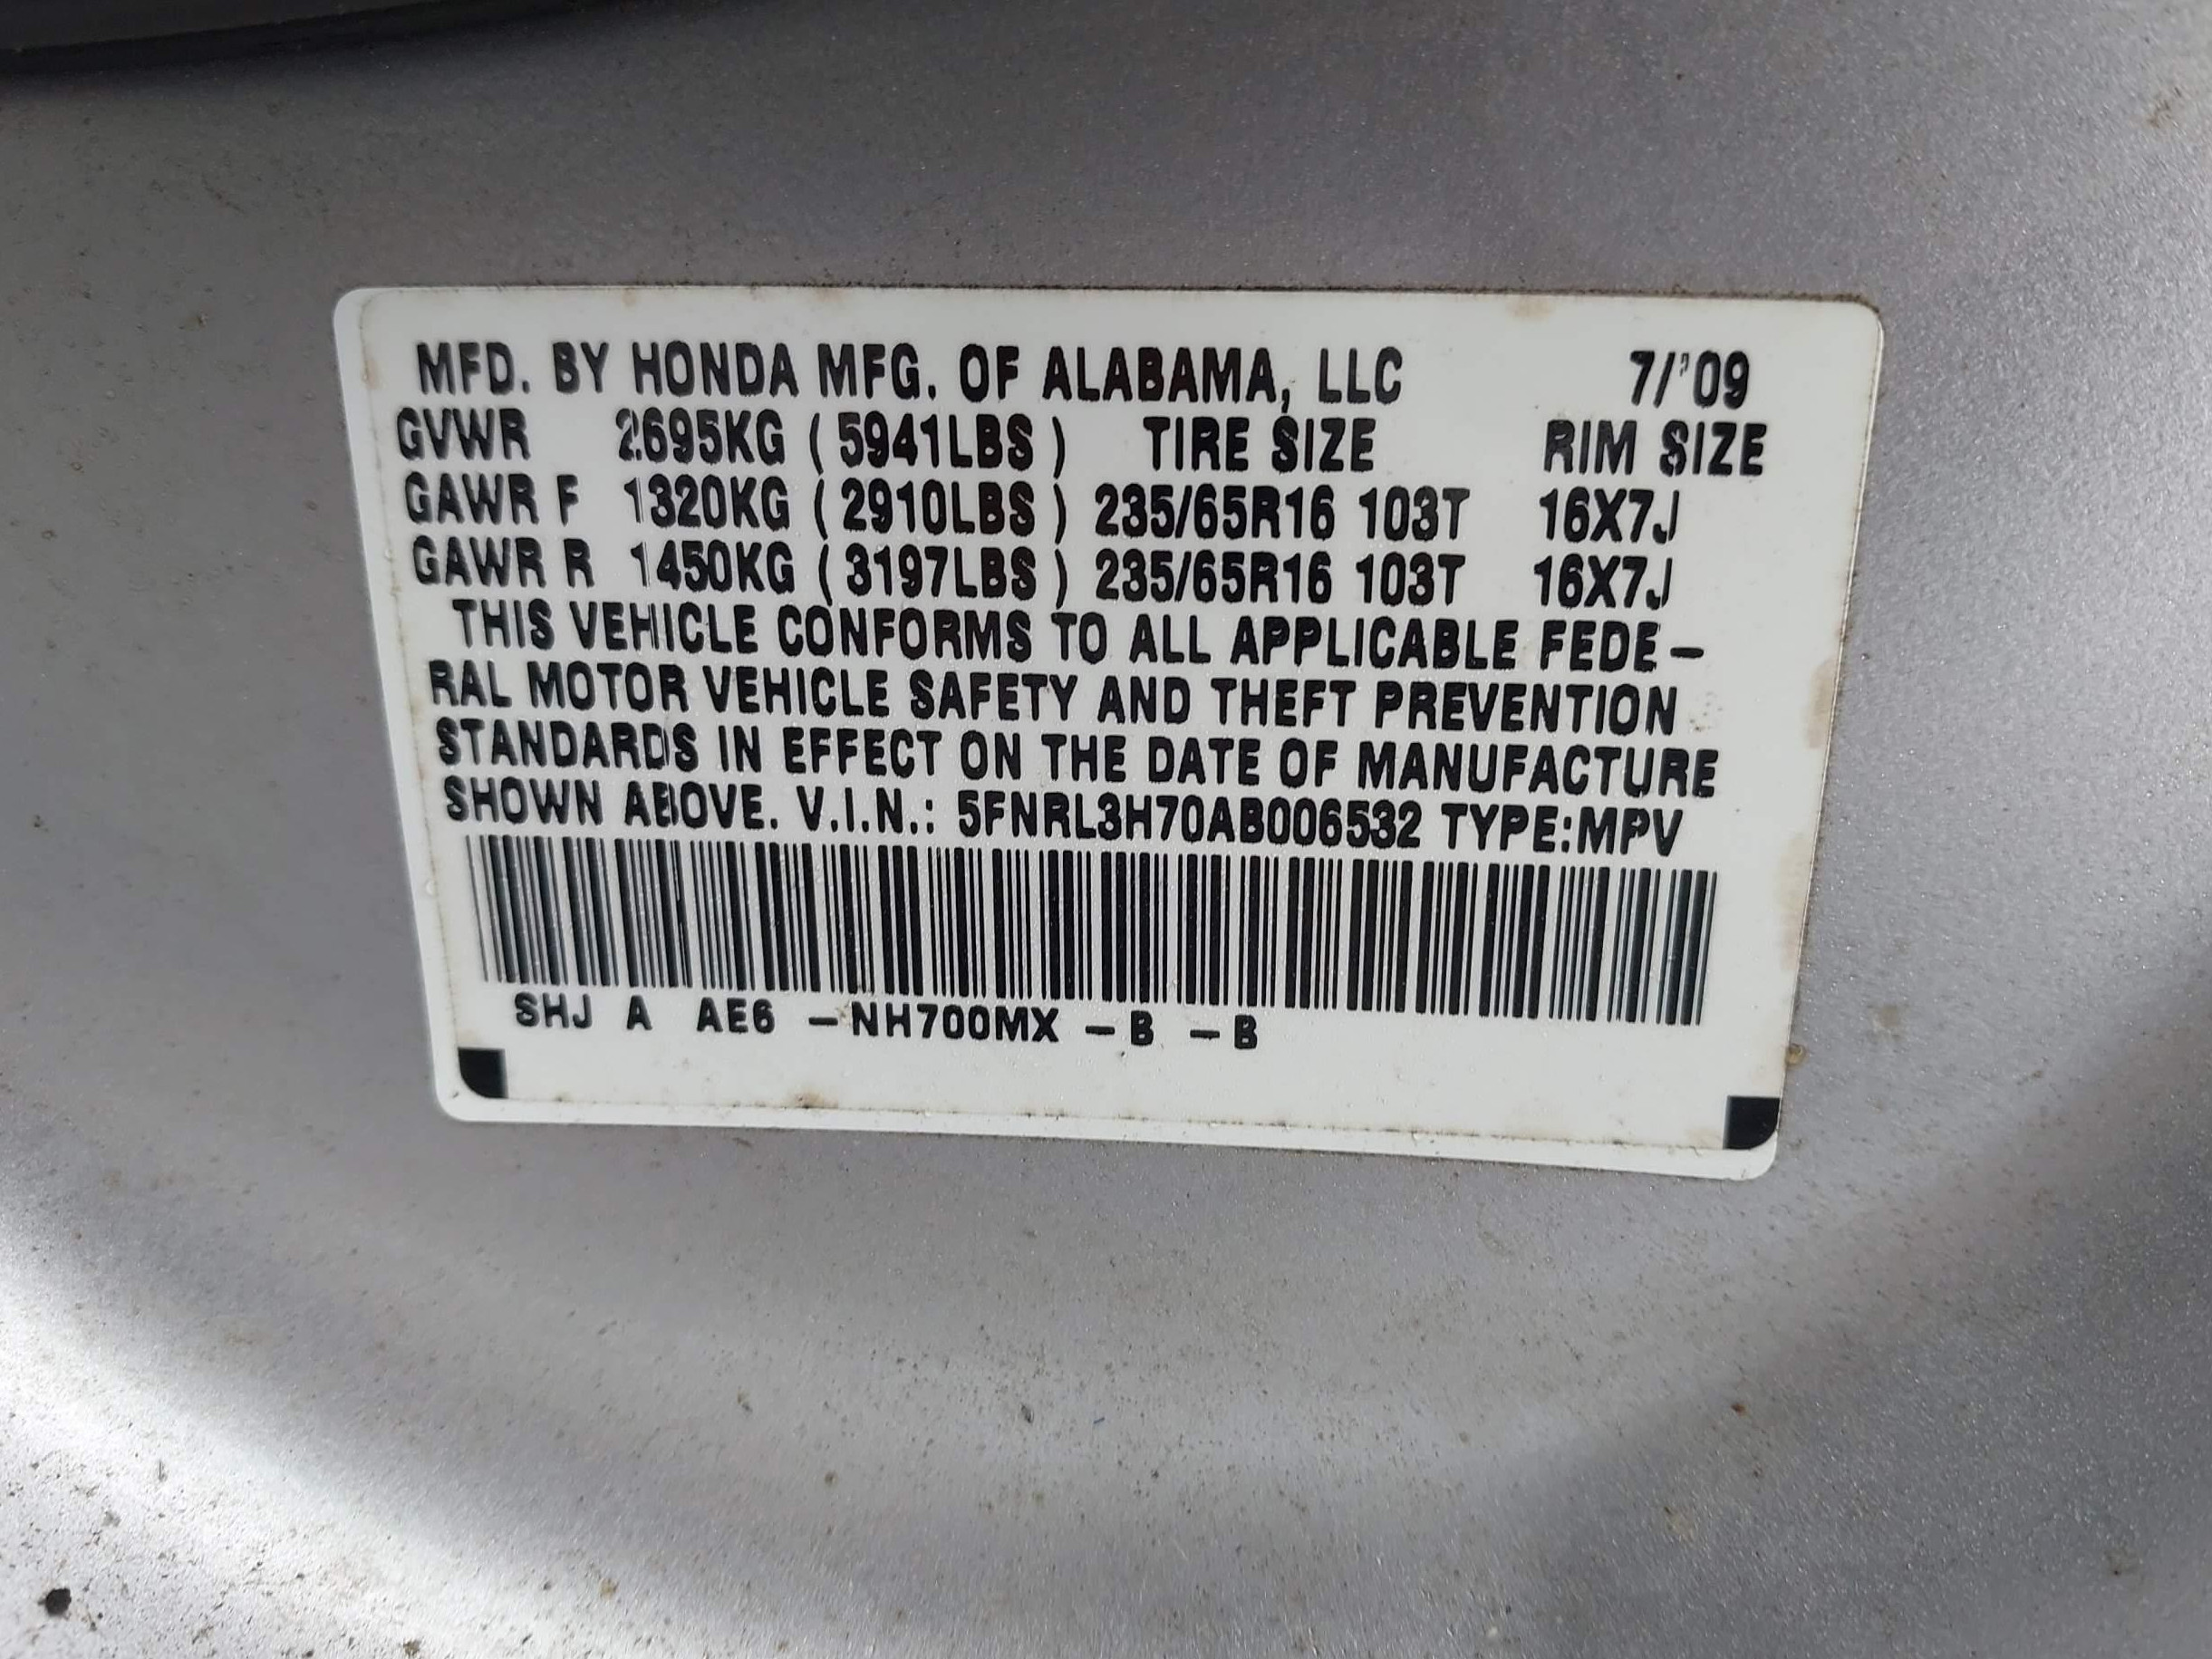 MFD. BY HONDA MFG. OF ALABAMA, LLC 7/'09
GVWR 2695KG ( 5941LBS ) TIRE SIZE RIM SIZE
GAWR F 1320KG ( 2910LBS ) 235/65R16 103T 16X7J
GAWR R 1450KG ( 3197LBS ) 235/65R16 103T 16X7J
THIS VEHICLE CONFORMS TO ALL APPLICABLE FEDE-
RAL MOTOR VEHICLE SAFETY AND THEFT PREVENTION
STANDARDS IN EFFECT ON THE DATE OF MANUFACTURE
SHOWN ABOVE. V.I.N.: 5FNRL3H70AB006532 TYPE:MPV
SHJ A AE6 -NH700MX -B -B